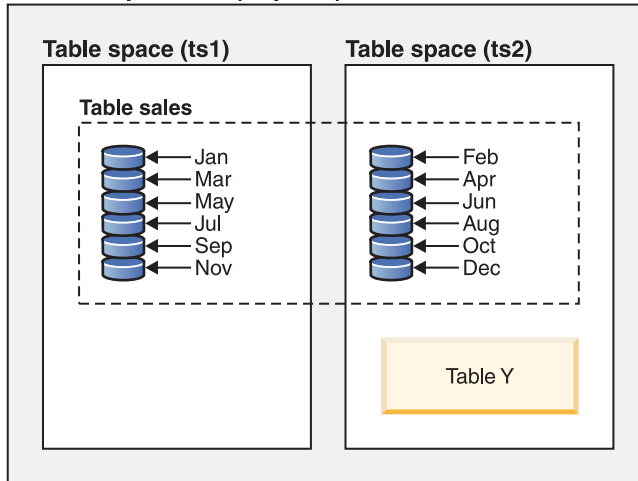 Table space (ts1)
Table space (ts2)
Table sales
Jan
Mar
May
Jul
Sep
Nov
Feb
Apr
Jun
Aug
Oct
Dec
Table Y